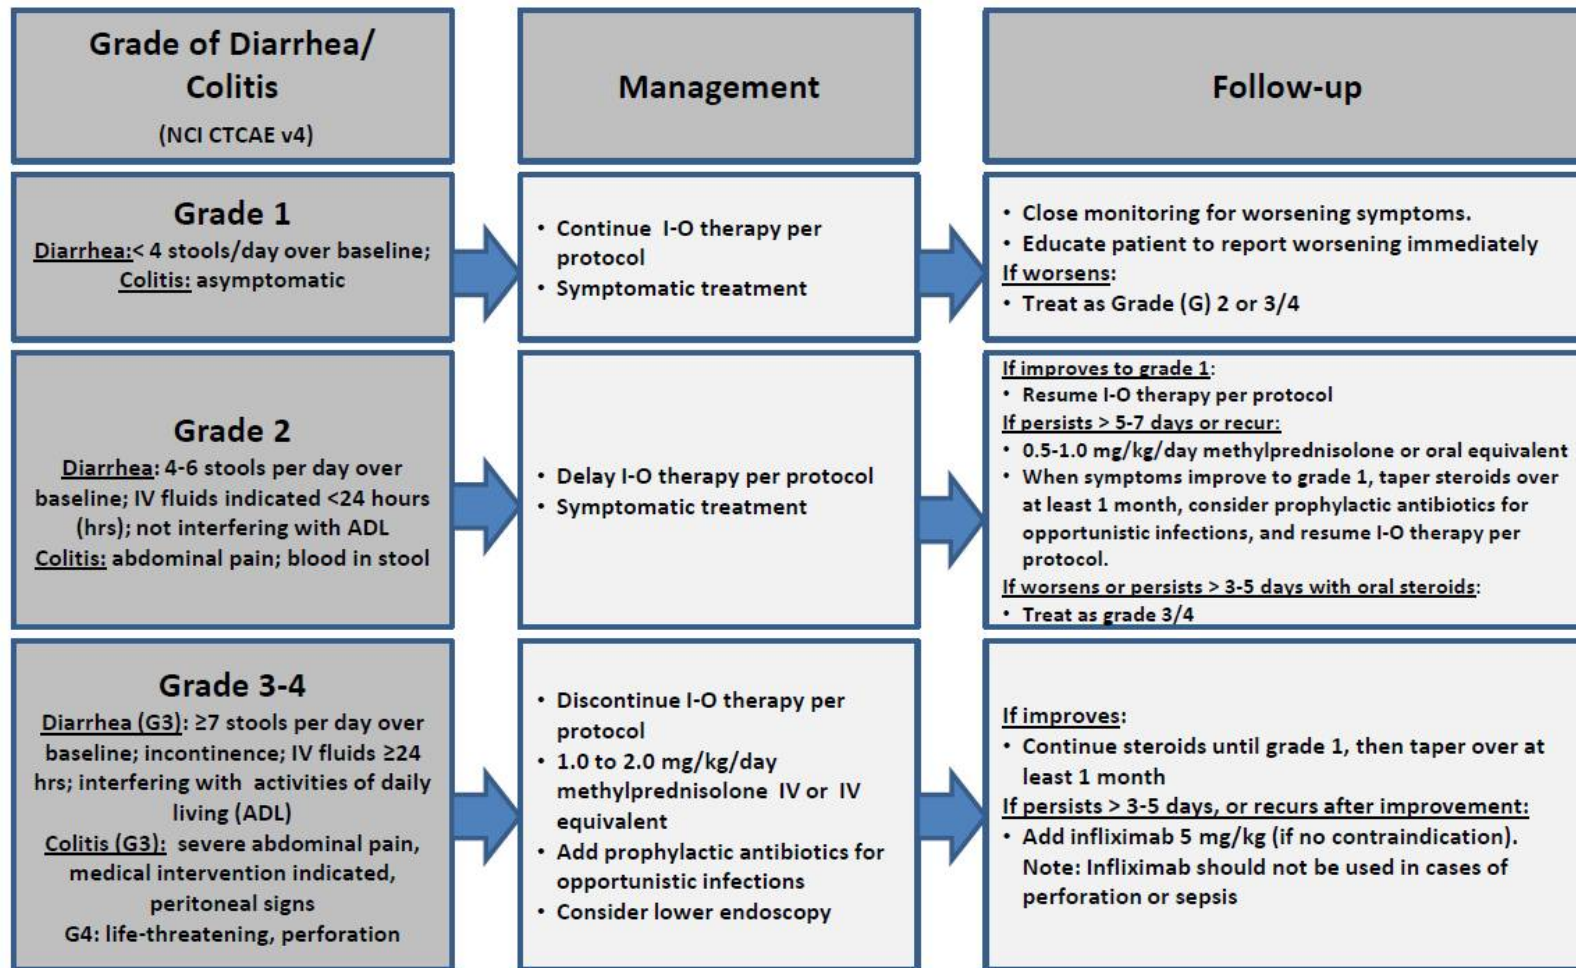 Grade of Diarrhea/
Colitis
(NCI CTCAE v4)
Management
Follow-up
Grade 1
Diarrhea:< 4 stools/day over baseline;
Colitis: asymptomatic
• Continue I-O therapy per
protocol
• Symptomatic treatment
• Close monitoring for worsening symptoms.
• Educate patient to report worsening immediately
If worsens:
• Treat as Grade (G) 2 or 3/4
Grade 2
Diarrhea: 4-6 stools per day over
baseline; IV fluids indicated <24 hours
(hrs); not interfering with ADL
Colitis: abdominal pain; blood in stool
• Delay I-O therapy per protocol
• Symptomatic treatment
If improves to grade 1:
• Resume I-O therapy per protocol
If persists > 5-7 days or recur:
• 0.5-1.0 mg/kg/day methylprednisolone or oral equivalent
• When symptoms improve to grade 1, taper steroids over
at least 1 month, consider prophylactic antibiotics for
opportunistic infections, and resume I-O therapy per
protocol.
If worsens or persists > 3-5 days with oral steroids:
• Treat as grade 3/4
Grade 3-4
Diarrhea (G3): ≥7 stools per day over
baseline; incontinence; IV fluids ≥24
hrs; interfering with activities of daily
living (ADL)
Colitis (G3): severe abdominal pain,
medical intervention indicated,
peritoneal signs
G4: life-threatening, perforation
• Discontinue I-O therapy per
protocol
• 1.0 to 2.0 mg/kg/day
methylprednisolone IV or IV
equivalent
• Add prophylactic antibiotics for
opportunistic infections
• Consider lower endoscopy
If improves:
• Continue steroids until grade 1, then taper over at
least 1 month
If persists > 3-5 days, or recurs after improvement:
• Add infliximab 5 mg/kg (if no contraindication).
Note: Infliximab should not be used in cases of
perforation or sepsis